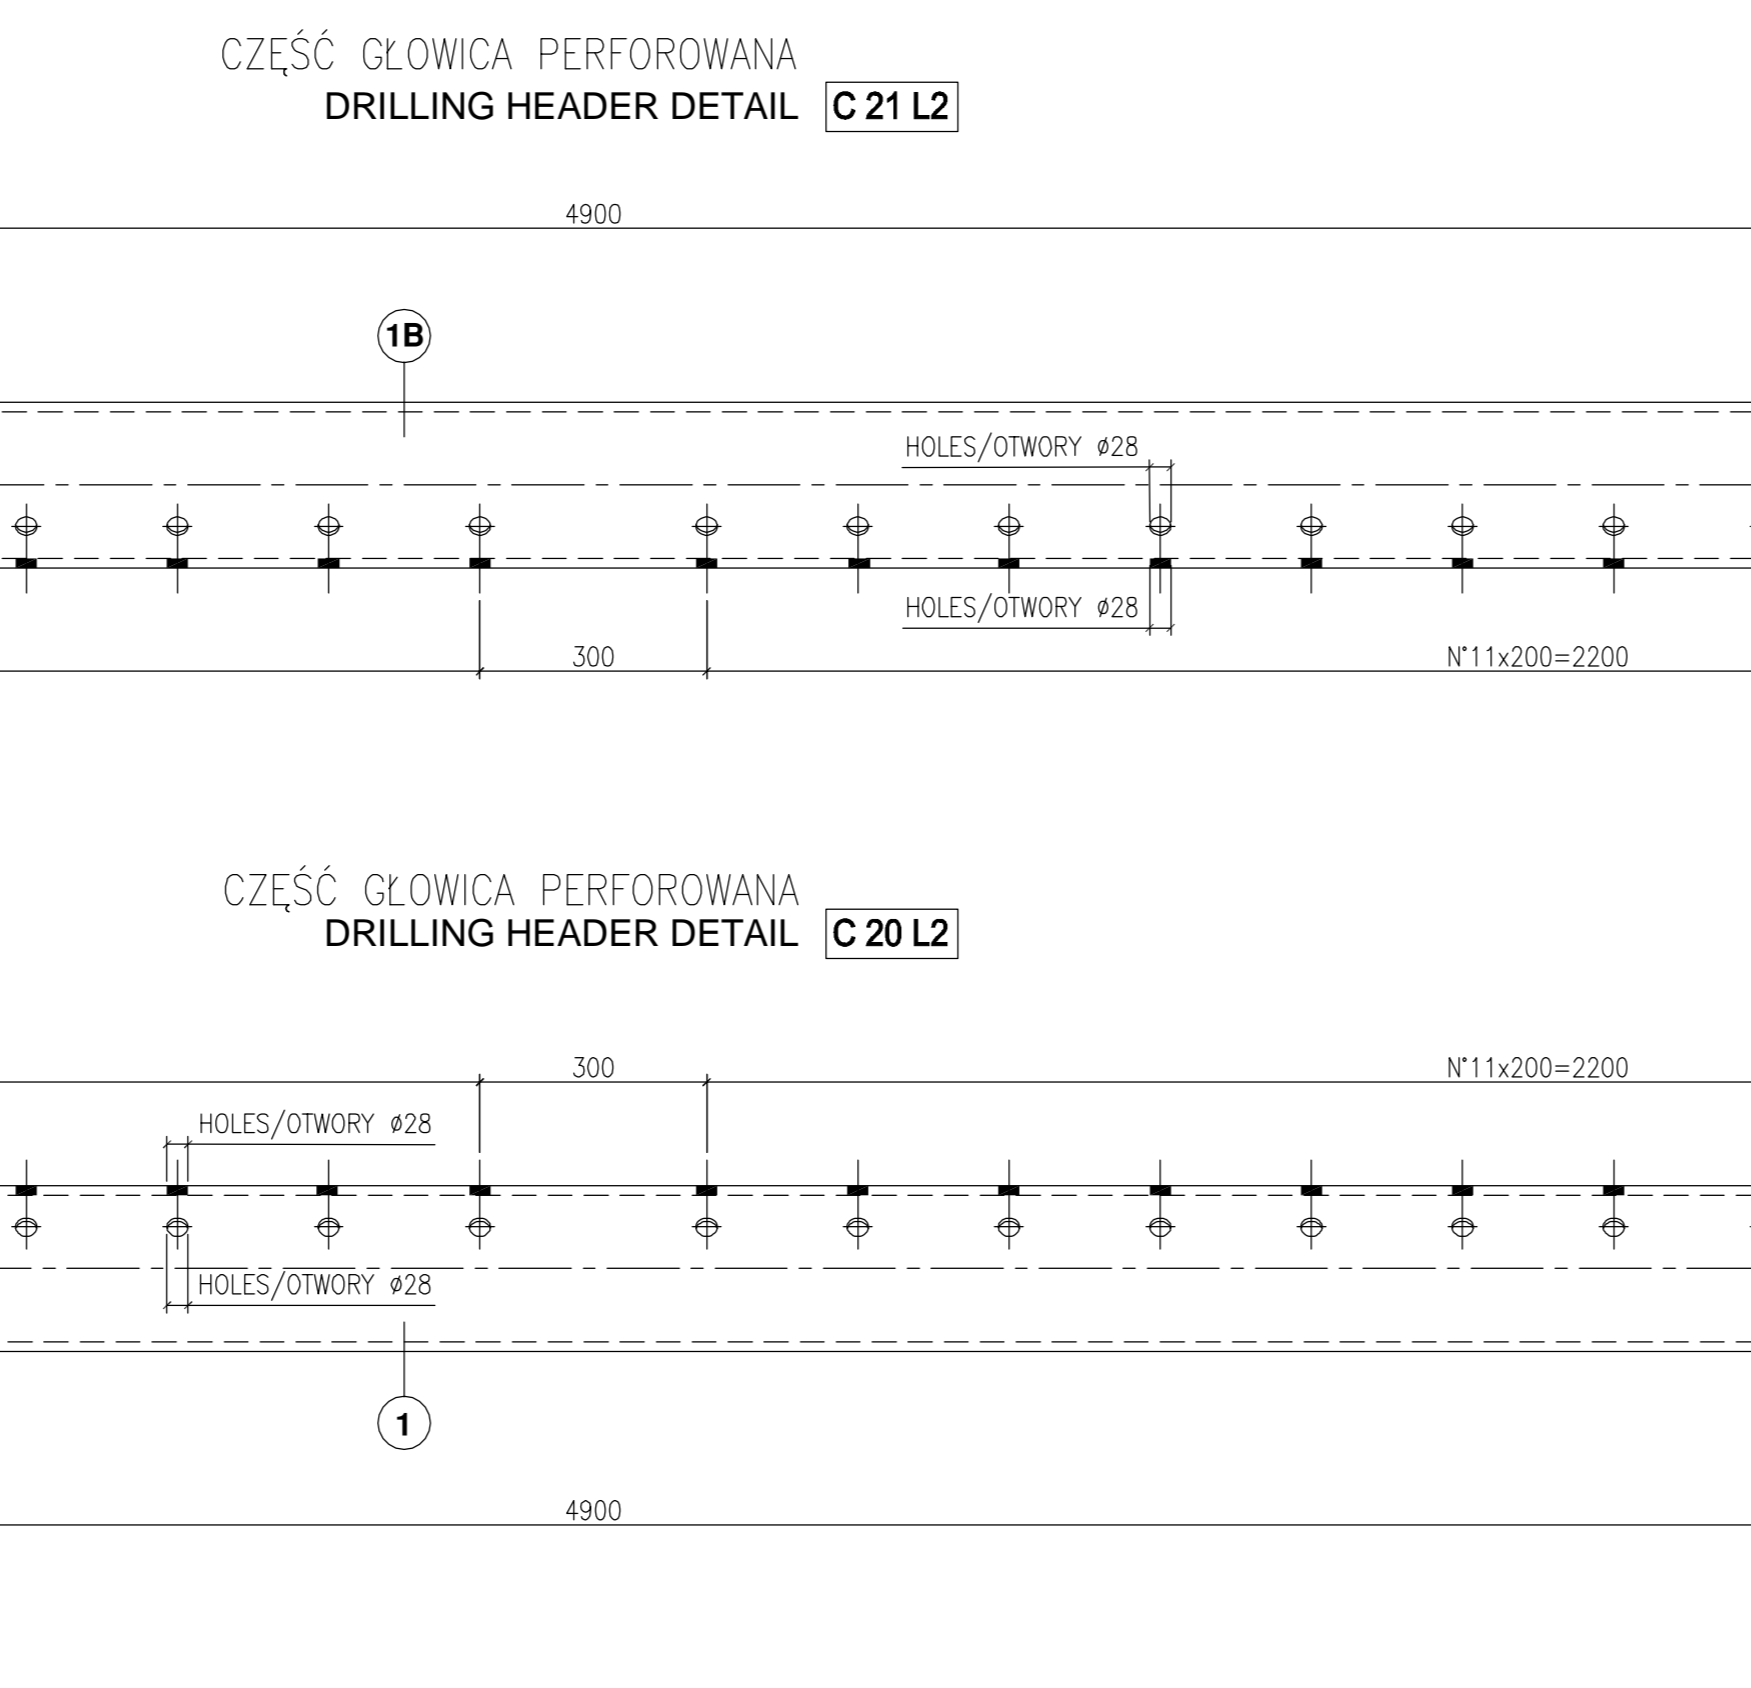 CZĘŚĆ GŁOWICA PERFOROWANA
DRILLING HEADER DETAIL C 21 L2
4900
1B
HOLES/OTWORY ø28
HOLES/OTWORY ø28
300 N°11x200=2200
CZĘŚĆ GŁOWICA PERFOROWANA
DRILLING HEADER DETAIL C 20 L2
300 N°11x200=2200
HOLES/OTWORY ø28
HOLES/OTWORY ø28
1
4900